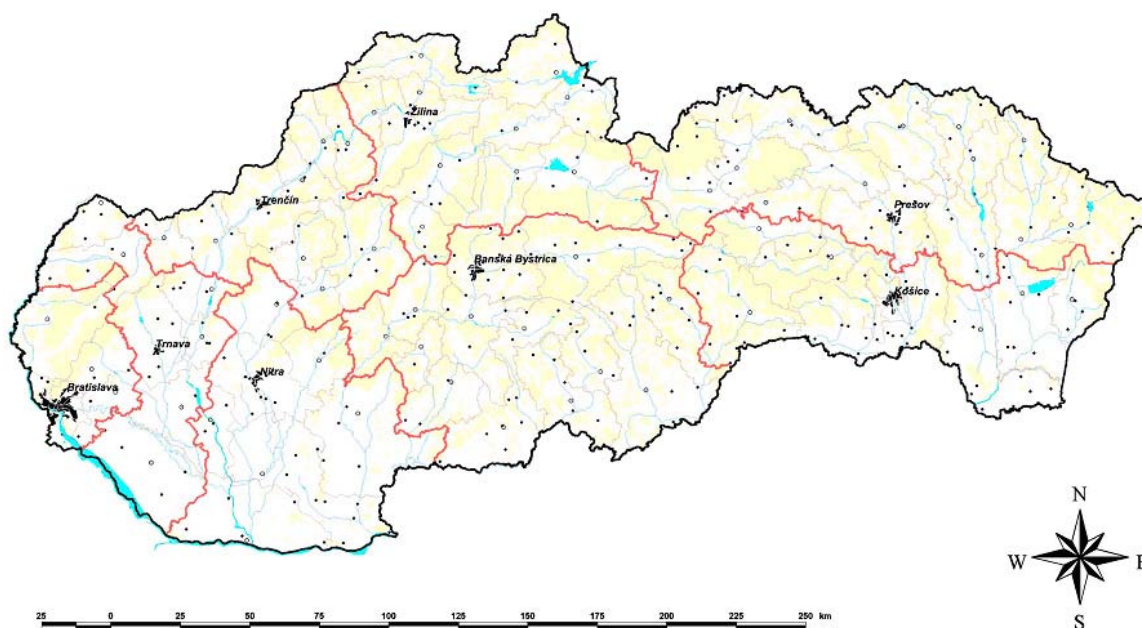 Žilina
Trenčín
Prešov
Banská Bystrica
Košice
Trnava
Nitra
Bratislava
N
W E
S
25 0 25 50 75 100 125 150 175 200 225 250 km